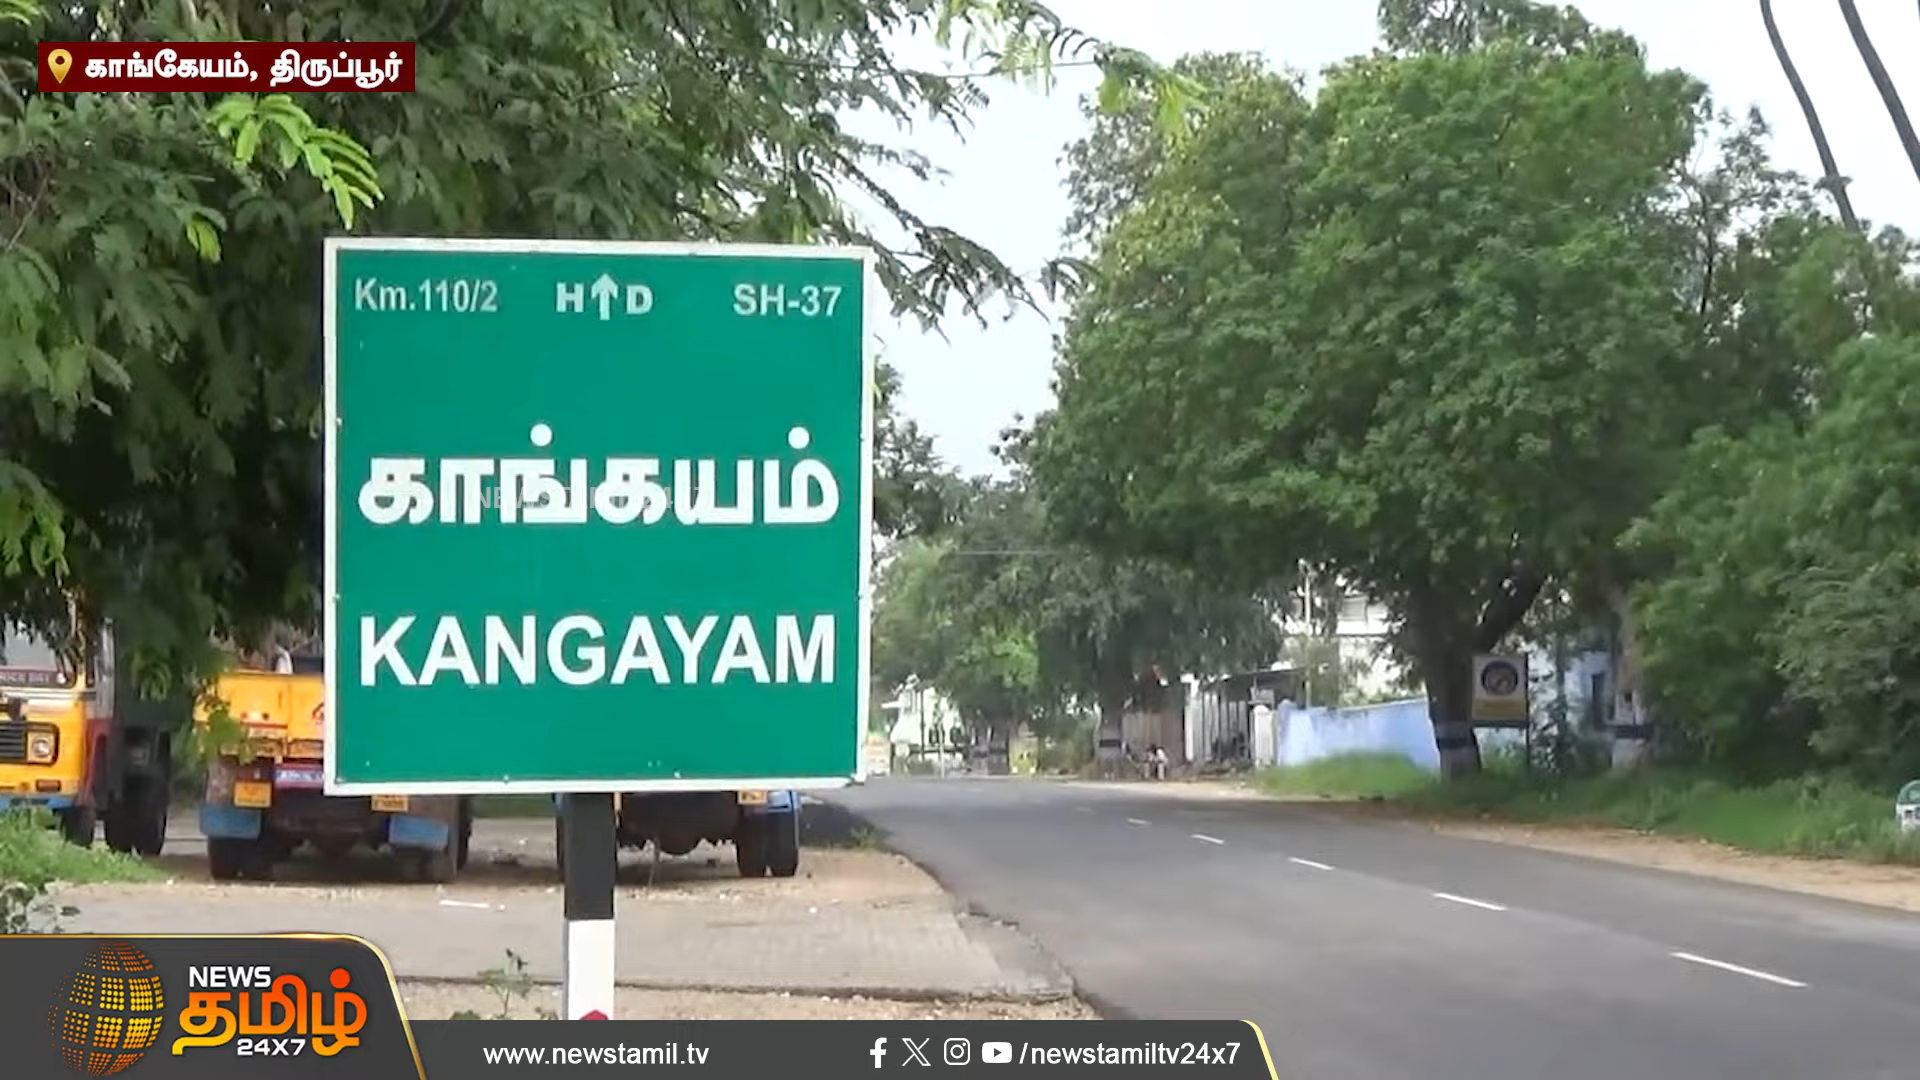 காங்கேயம், திருப்பூர்
Km.110/2 H D SH-37
காங்கயம்
KANGAYAM
NEWS
தமிழ்
24X7
www.newstamil.tv
/newstamiltv24x7